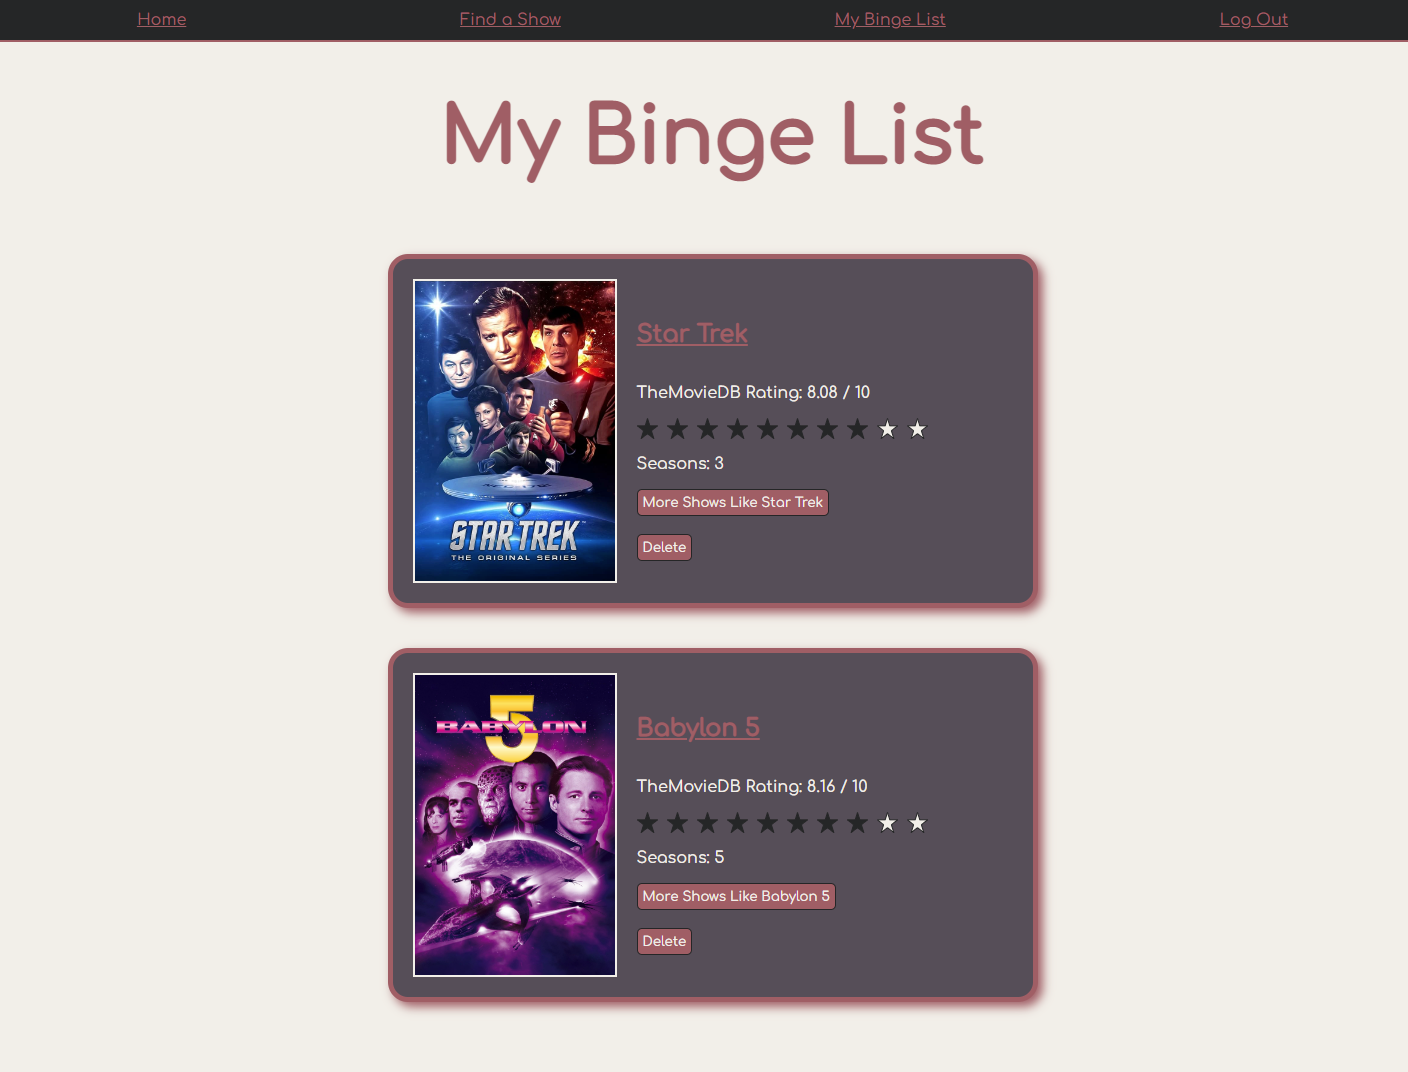 Home Find a Show My Binge List Log Out
My Binge List
STAR TREK
THE ORIGINAL SERIES
Star Trek
TheMovieDB Rating: 8.08 / 10
Seasons: 3
More Shows Like Star Trek
Delete
BABYLON 5
Babylon 5
TheMovieDB Rating: 8.16 / 10
Seasons: 5
More Shows Like Babylon 5
Delete